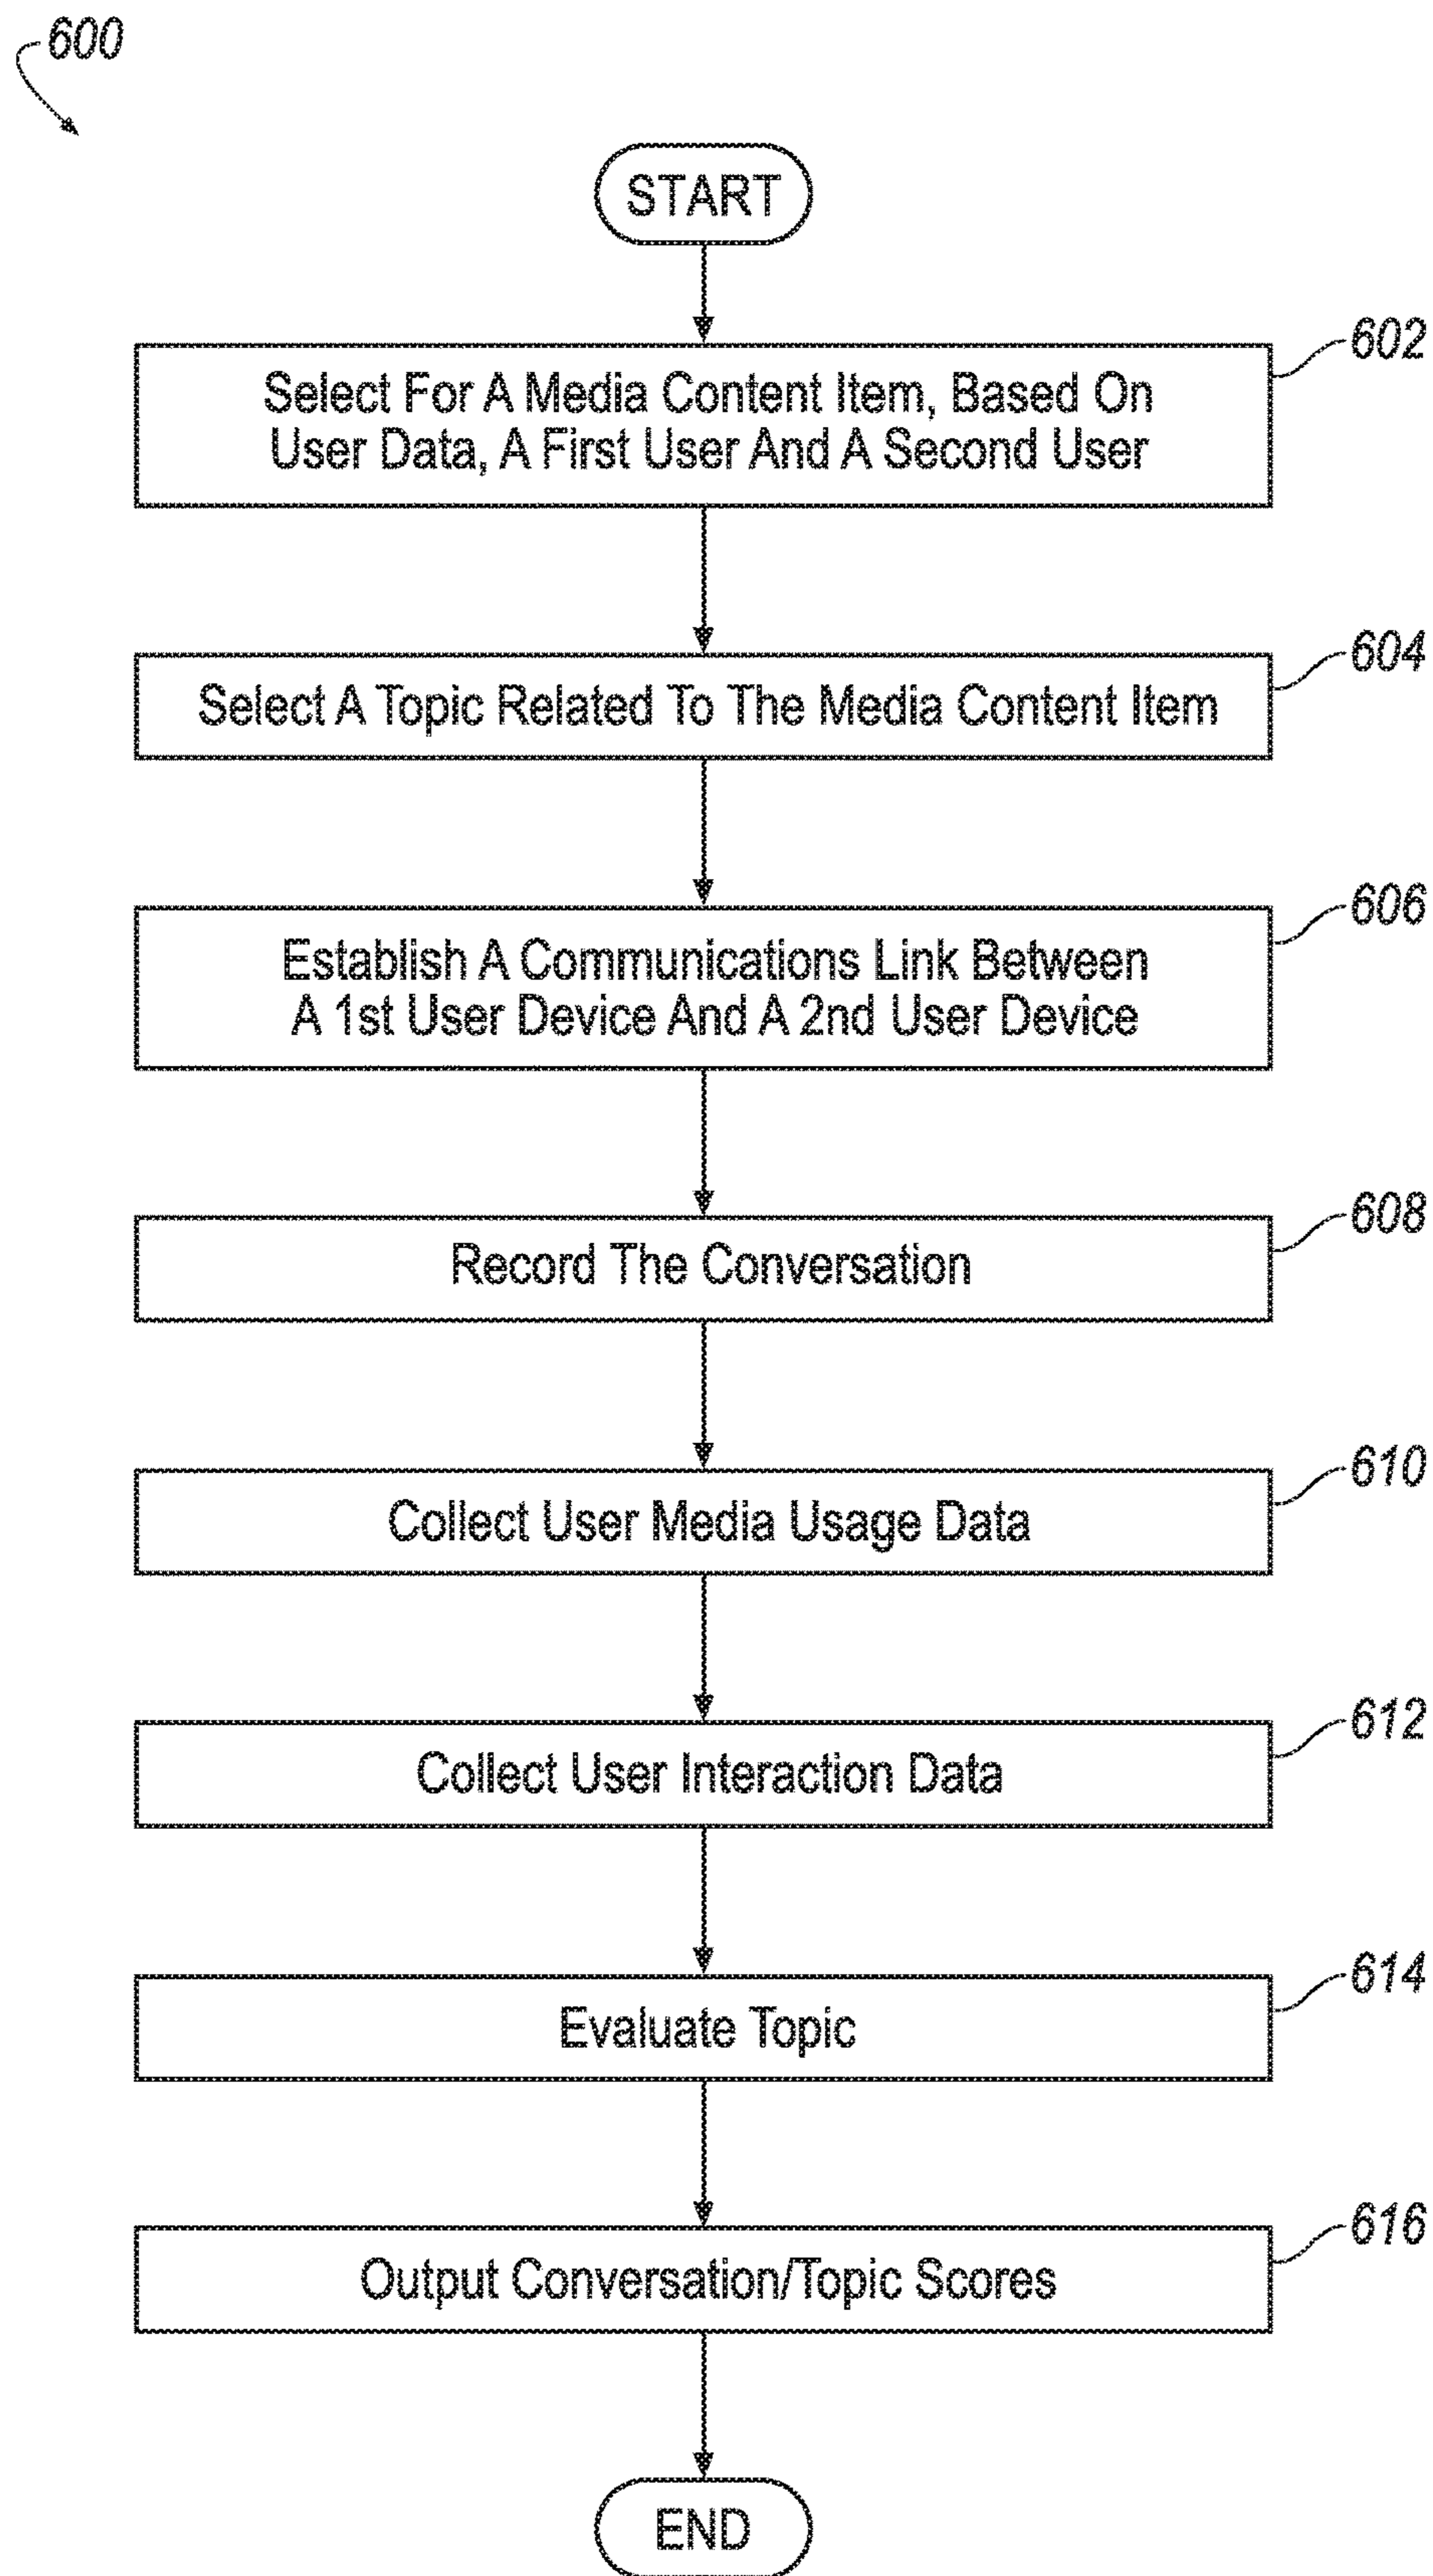 600
START
602
Select For A Media Content Item, Based On
User Data, A First User And A Second User
604
Select A Topic Related To The Media Content Item
606
Establish A Communications Link Between
A 1st User Device And A 2nd User Device
608
Record The Conversation
610
Collect User Media Usage Data
612
Collect User Interaction Data
614
Evaluate Topic
616
Output Conversation/Topic Scores
END